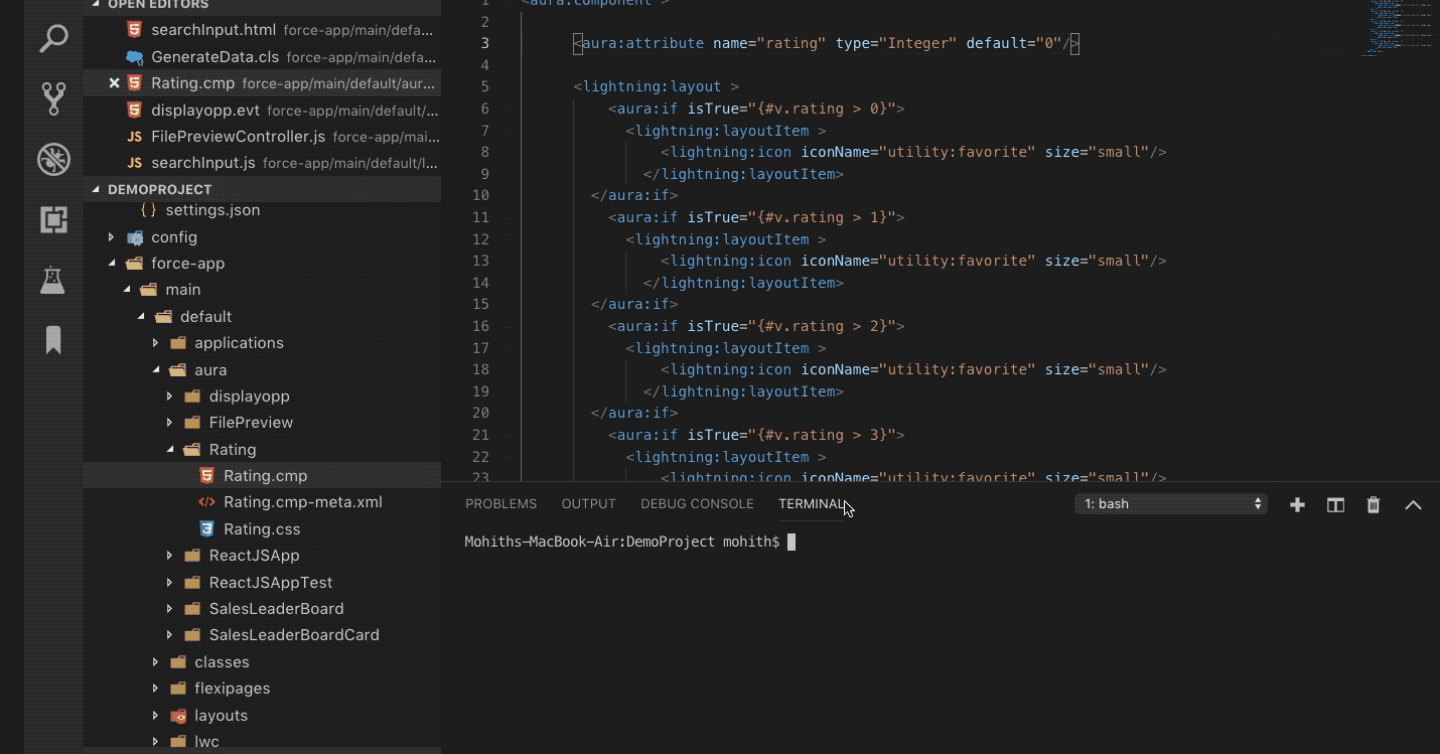 OPEN EDITORS
searchInput.html force-app/main/defa...
GenerateData.cls force-app/main/defa...
Rating.cmp force-app/main/default/aur...
displayopp.evt force-app/main/default/...
JS FilePreviewController.js force-app/mai...
JS searchInput.js force-app/main/default/l...
DEMOPROJECT
{ } settings.json
config
force-app
main
default
applications
aura
displayopp
FilePreview
Rating
Rating.cmp
Rating.cmp-meta.xml
Rating.css
ReactJSApp
ReactJSAppTest
SalesLeaderBoard
SalesLeaderBoardCard
classes
flexipages
layouts
lwc
1 <aura:component >
2
3 <aura:attribute name="rating" type="Integer" default="0"/>
4
5 <lightning:layout >
6 <aura:if isTrue="{#v.rating > 0}">
7 <lightning:layoutItem >
8 <lightning:icon iconName="utility:favorite" size="small"/>
9 </lightning:layoutItem>
10 </aura:if>
11 <aura:if isTrue="{#v.rating > 1}">
12 <lightning:layoutItem >
13 <lightning:icon iconName="utility:favorite" size="small"/>
14 </lightning:layoutItem>
15 </aura:if>
16 <aura:if isTrue="{#v.rating > 2}">
17 <lightning:layoutItem >
18 <lightning:icon iconName="utility:favorite" size="small"/>
19 </lightning:layoutItem>
20 </aura:if>
21 <aura:if isTrue="{#v.rating > 3}">
22 <lightning:layoutItem >
23 <lightning:icon iconName="utility:favorite" size="small"/>
PROBLEMS OUTPUT DEBUG CONSOLE TERMINAL 1: bash
Mohiths-MacBook-Air:DemoProject mohith$